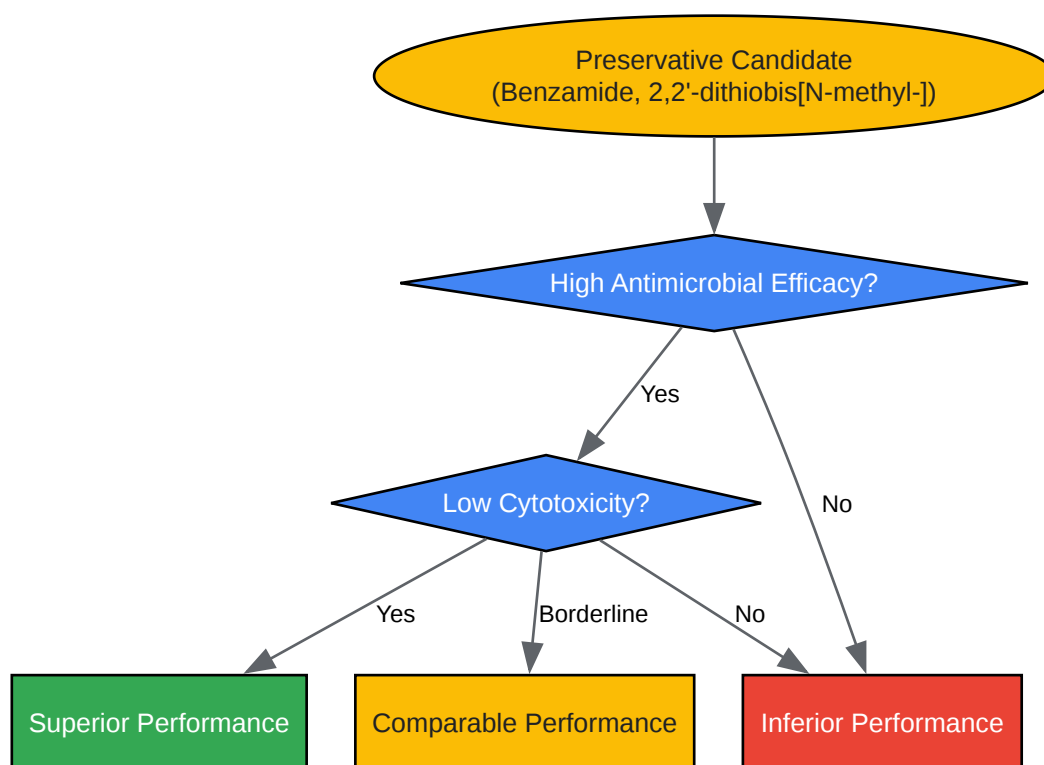 Preservative Candidate
(Benzamide, 2,2'-dithiobis[N-methyl-])
High Antimicrobial Efficacy?
Yes
Low Cytotoxicity?
No
Yes
Borderline
No
Superior Performance
Comparable Performance
Inferior Performance